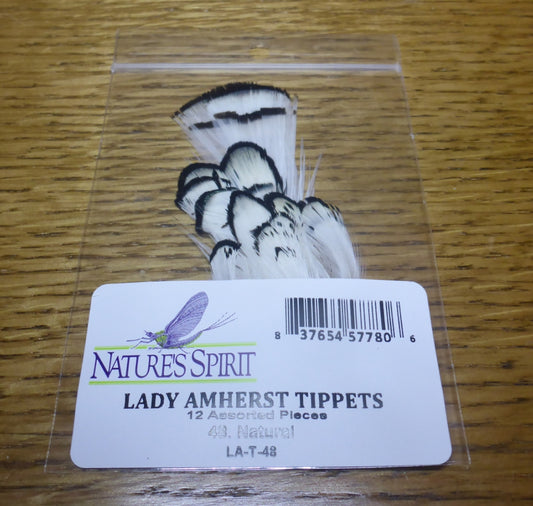 8 37654 57780 6
NATURE'S SPIRIT
LADY AMHERST TIPPETS
12 Assorted Pieces
48. Natural
LA-T-48